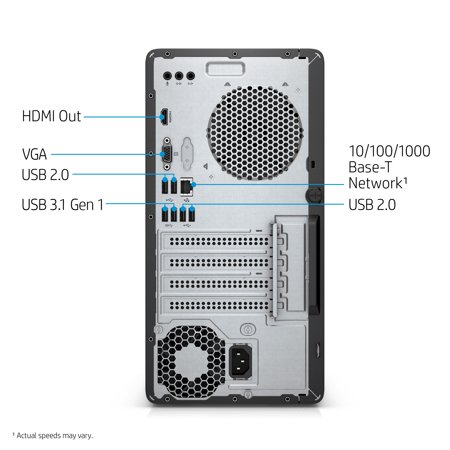 HDMI Out
VGA
USB 2.0
USB 3.1 Gen 1
10/100/1000
Base-T
Network¹
USB 2.0
¹ Actual speeds may vary.